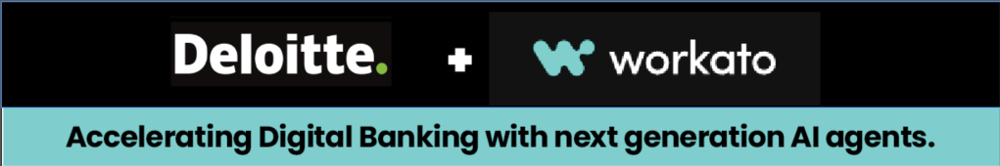 Deloitte. + workato
Accelerating Digital Banking with next generation AI agents.